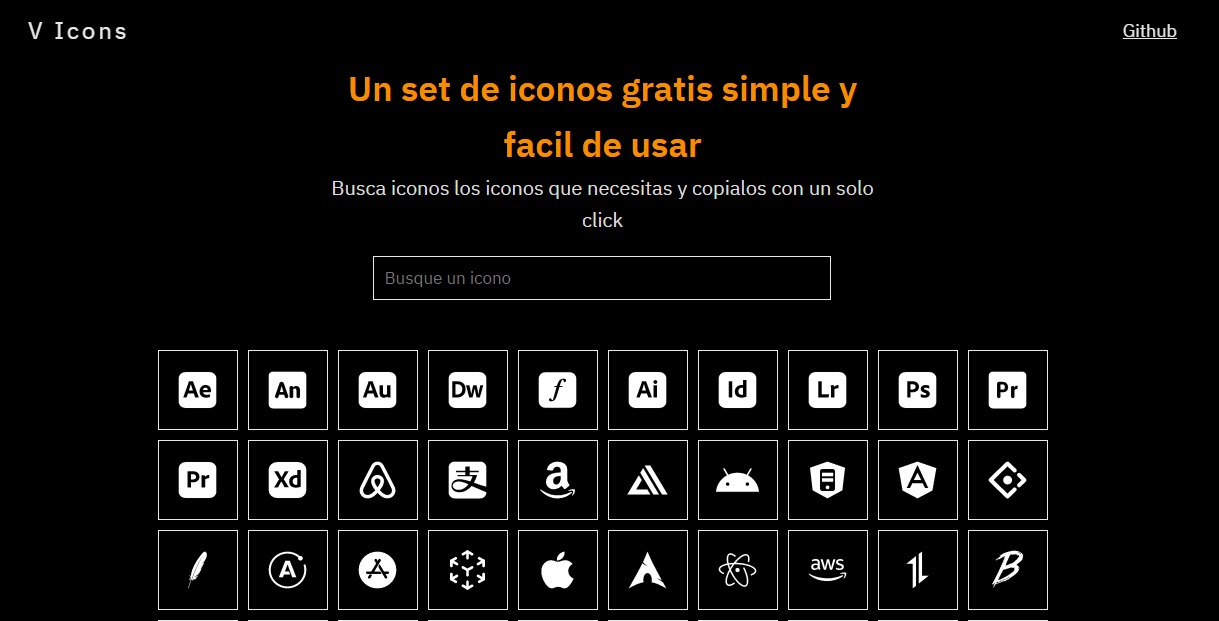 V Icons
Github
Un set de iconos gratis simple y
facil de usar
Busca iconos los iconos que necesitas y copialos con un solo
click
Busque un icono
Ae An Au Dw f Ai Id Lr Ps Pr
Pr Xd 支 a A
A aws B